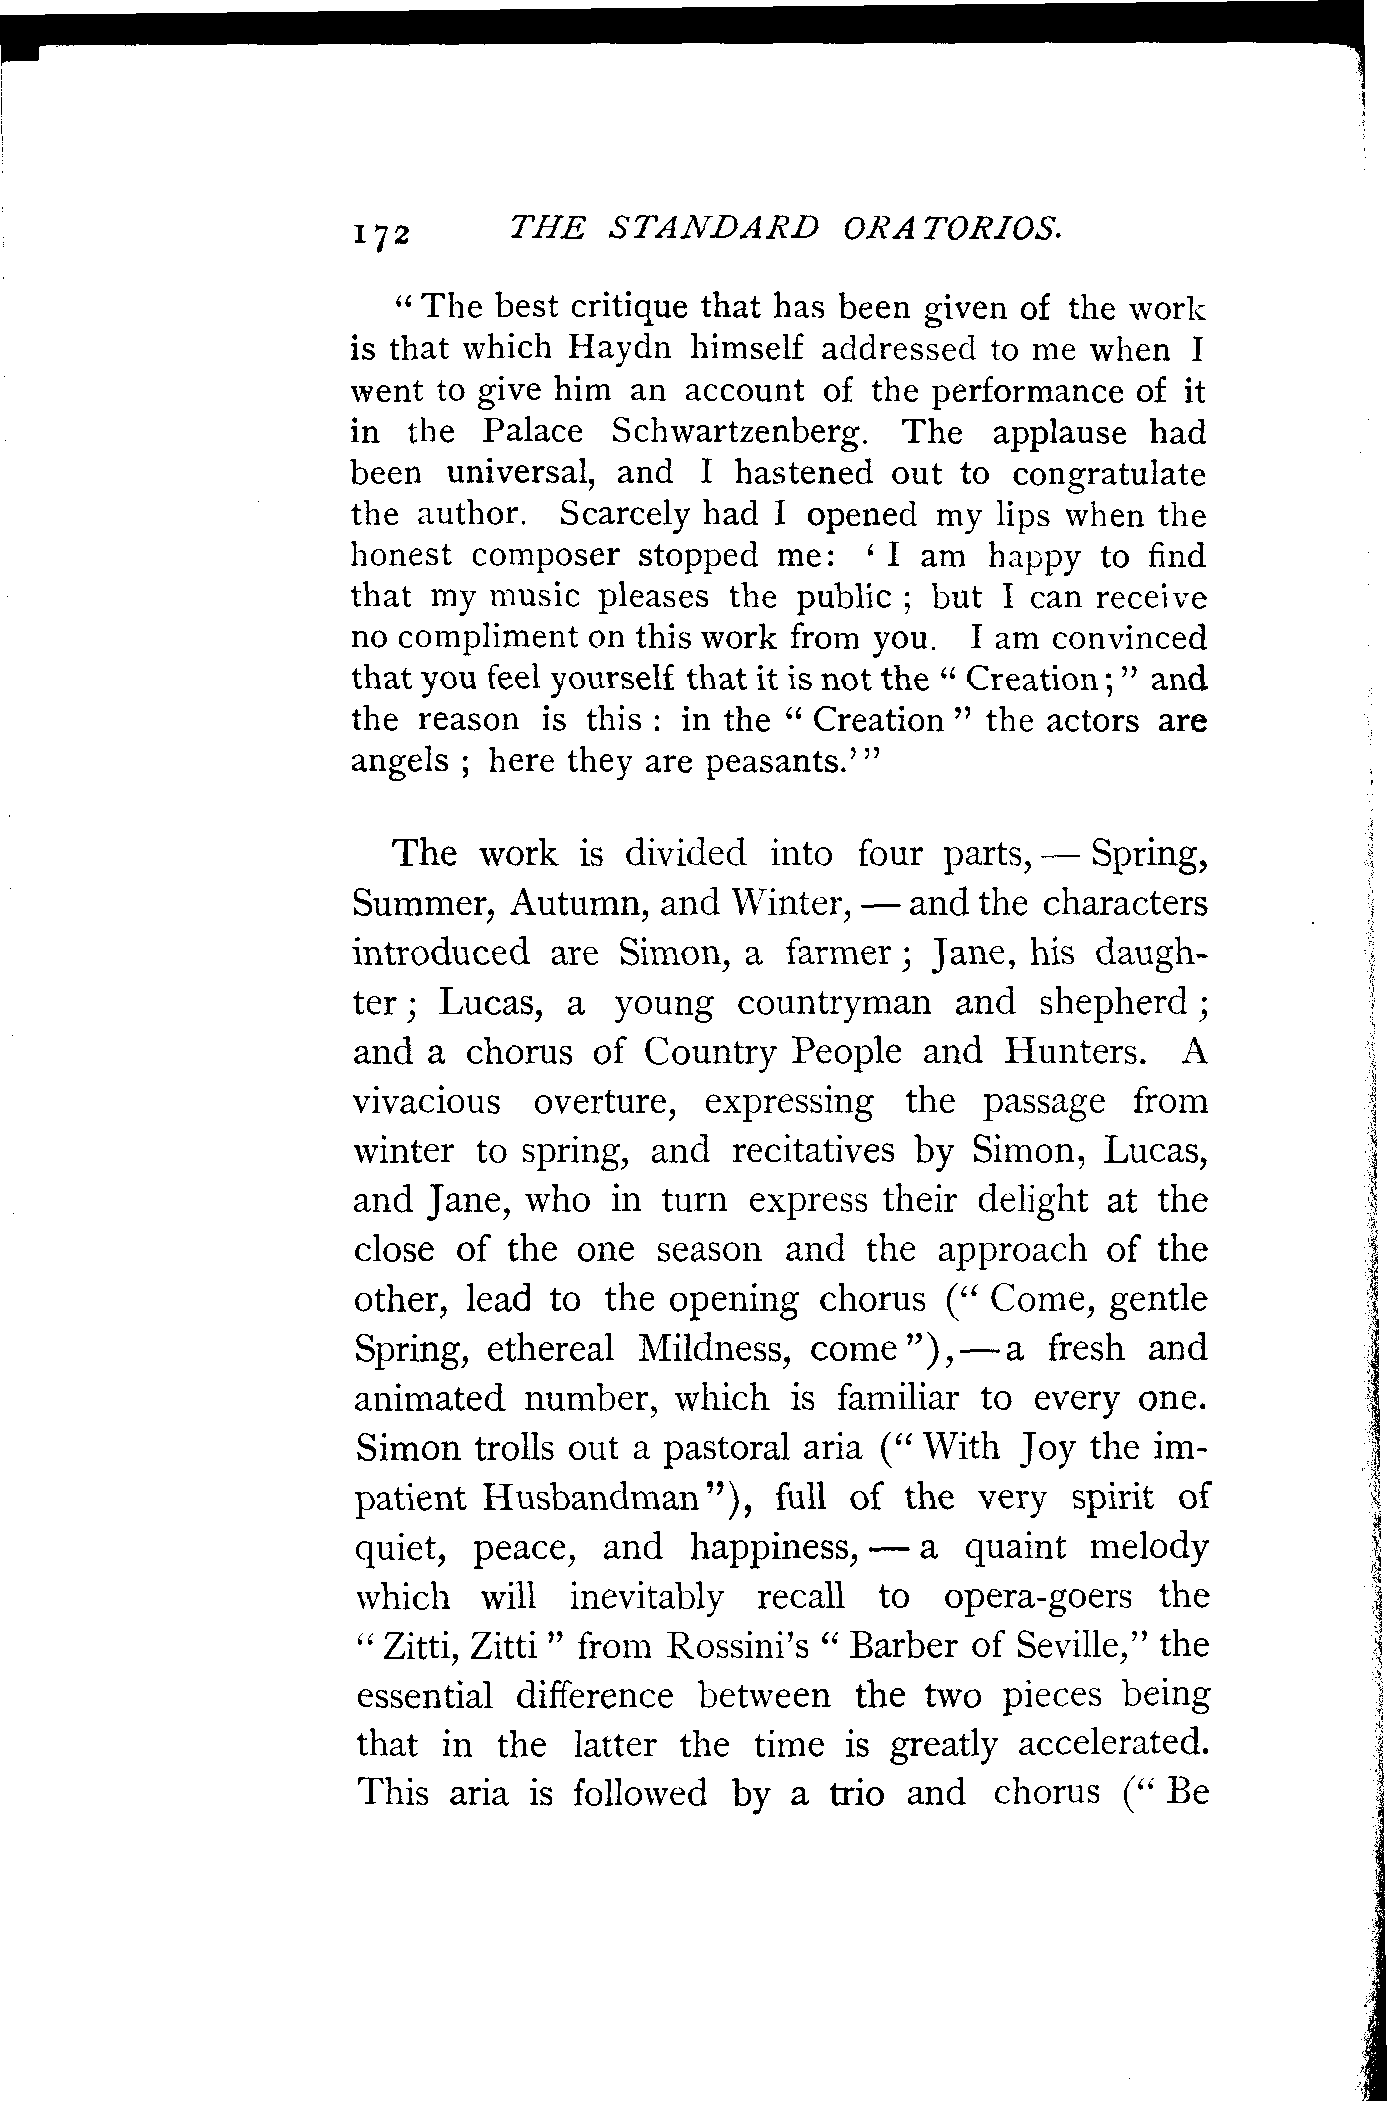 172 THE STANDARD ORATORIOS.
“ The best critique that has been given of the work
is that which Haydn himself addressed to me when I
went to give him an account of the performance of it
in the Palace Schwartzenberg. The applause had
been universal, and I hastened out to congratulate
the author. Scarcely had I opened my lips when the
honest composer stopped me: ‘ I am happy to find
that my music pleases the public ; but I can receive
no compliment on this work from you. I am convinced
that you feel yourself that it is not the “ Creation ; ” and
the reason is this : in the “ Creation ” the actors are
angels ; here they are peasants.’ ”
The work is divided into four parts, — Spring,
Summer, Autumn, and Winter, — and the characters
introduced are Simon, a farmer ; Jane, his daugh-
ter ; Lucas, a young countryman and shepherd ;
and a chorus of Country People and Hunters. A
vivacious overture, expressing the passage from
winter to spring, and recitatives by Simon, Lucas,
and Jane, who in turn express their delight at the
close of the one season and the approach of the
other, lead to the opening chorus (“ Come, gentle
Spring, ethereal Mildness, come ”), — a fresh and
animated number, which is familiar to every one.
Simon trolls out a pastoral aria (“ With Joy the im-
patient Husbandman ”), full of the very spirit of
quiet, peace, and happiness, — a quaint melody
which will inevitably recall to opera-goers the
“ Zitti, Zitti ” from Rossini’s “ Barber of Seville,” the
essential difference between the two pieces being
that in the latter the time is greatly accelerated.
This aria is followed by a trio and chorus (“ Be